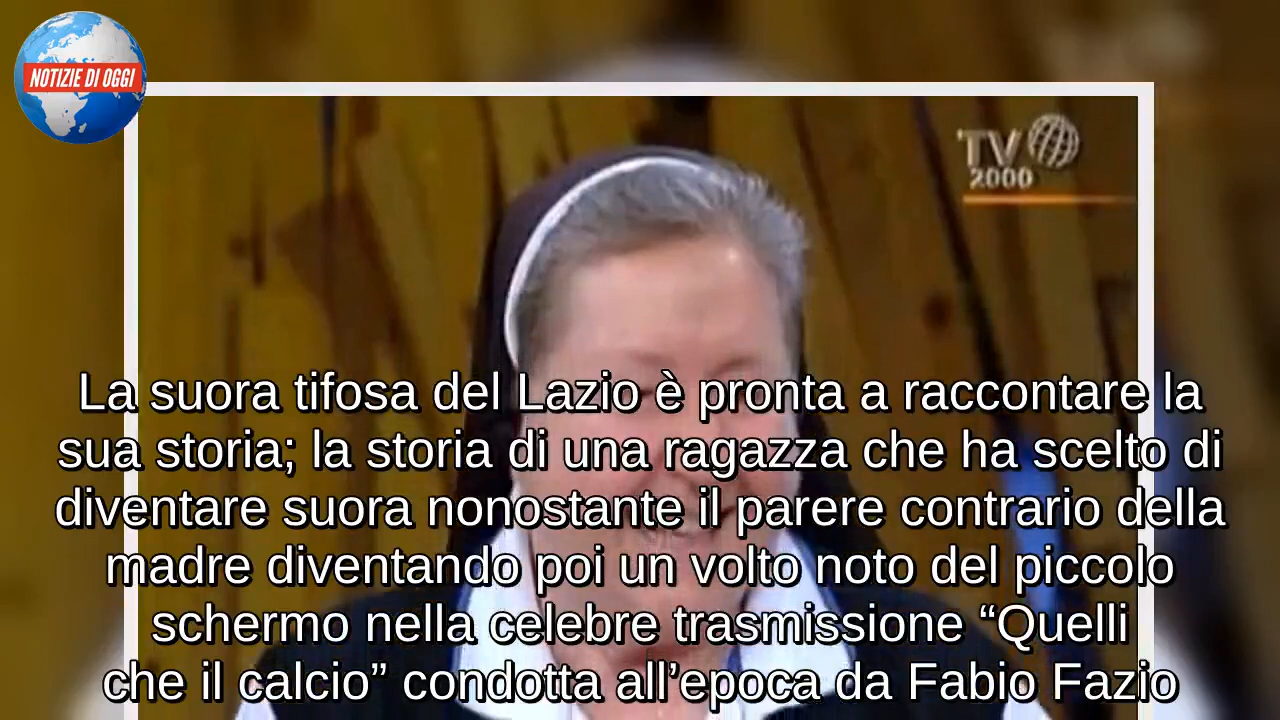 NOTIZIE DI OGGI
TV
2000
La suora tifosa del Lazio è pronta a raccontare la
sua storia; la storia di una ragazza che ha scelto di
diventare suora nonostante il parere contrario della
madre diventando poi un volto noto del piccolo
schermo nella celebre trasmissione “Quelli
che il calcio” condotta all’epoca da Fabio Fazio